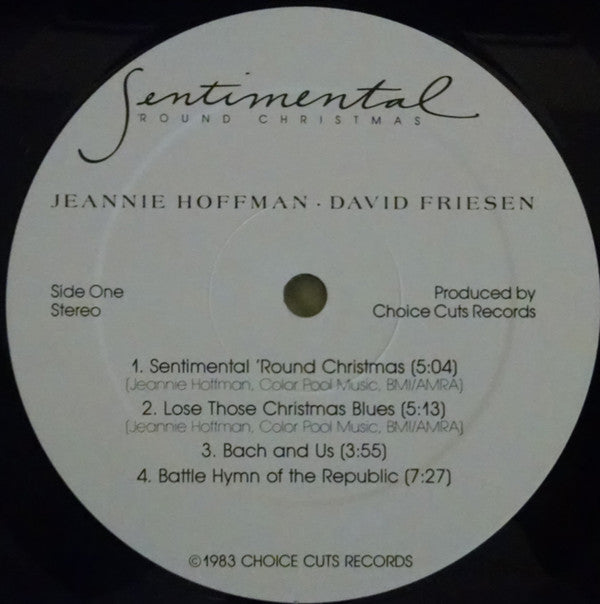 Sentimental
'ROUND CHRISTMAS
JEANNIE HOFFMAN · DAVID FRIESEN
Side One
Stereo
Produced by
Choice Cuts Records
1. Sentimental 'Round Christmas (5:04)
(Jeannie Hoffman, Color Pool Music, BMI/AMRA)
2. Lose Those Christmas Blues (5:13)
(Jeannie Hoffman, Color Pool Music, BMI/AMRA)
3. Bach and Us (3:55)
4. Battle Hymn of the Republic (7:27)
©1983 CHOICE CUTS RECORDS